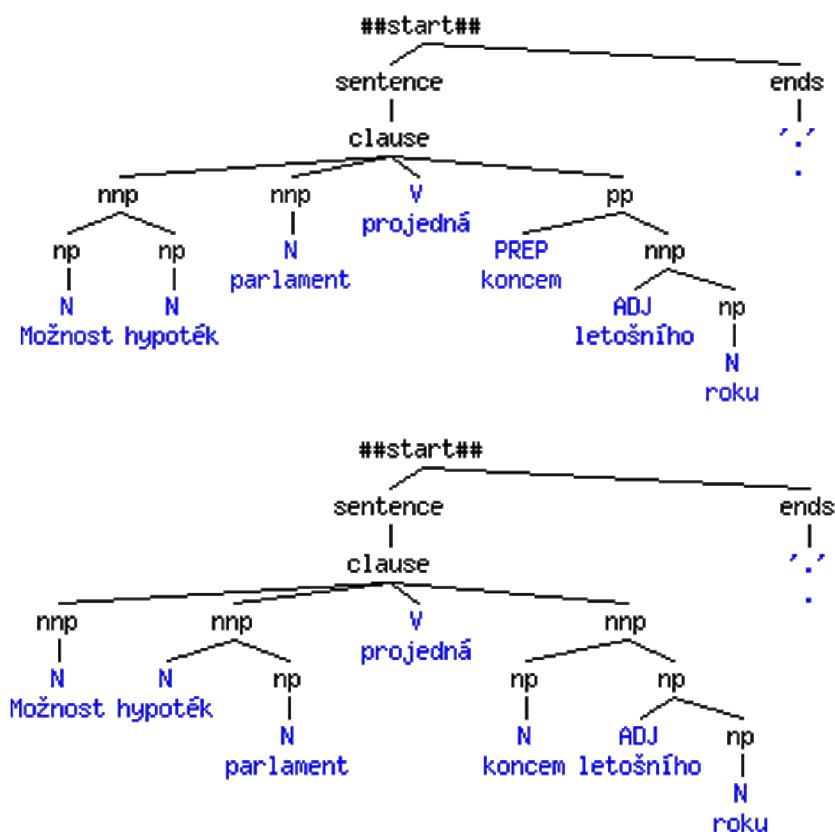 ##start##
sentence ends
clause '.'
nnp nnp V pp .
projedná
np np N PREP nnp
parlament koncem
N N ADJ np
Možnost hypoték letošního
N
roku
##start##
sentence ends
clause '.'
.
nnp nnp V nnp
projedná
N N np np np
Možnost hypoték
N N ADJ np
parlament koncem letošního
N
roku